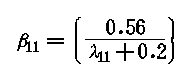 β₁₁ = { 0.56 / (λ₁₁ + 0.2) }